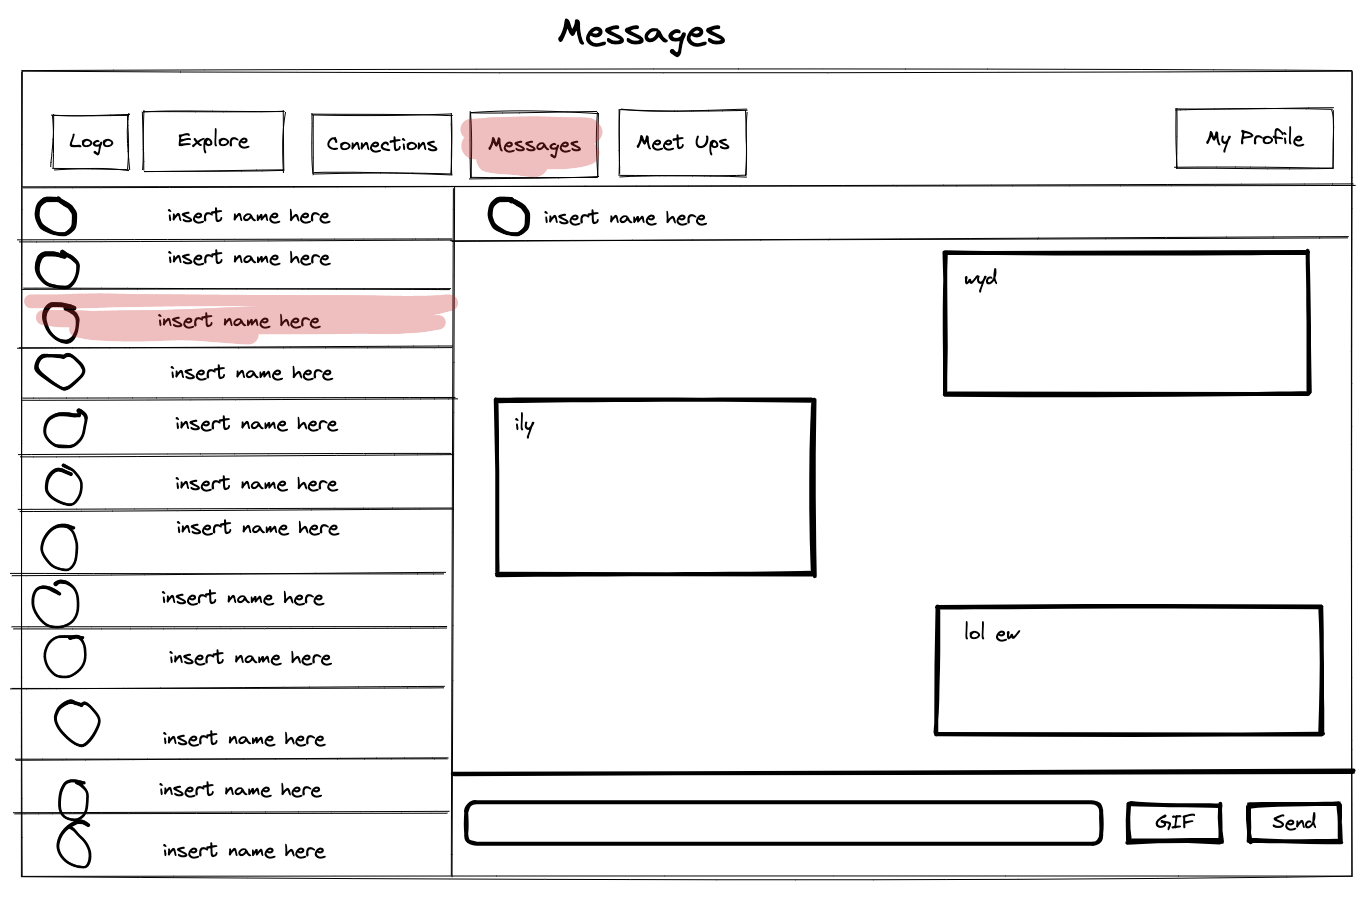 Messages
Logo
Explore
Connections
Messages
Meet Ups
My Profile
insert name here
insert name here
insert name here
insert name here
insert name here
insert name here
insert name here
insert name here
insert name here
insert name here
insert name here
insert name here
insert name here
wyd
ily
lol ew
GIF
Send